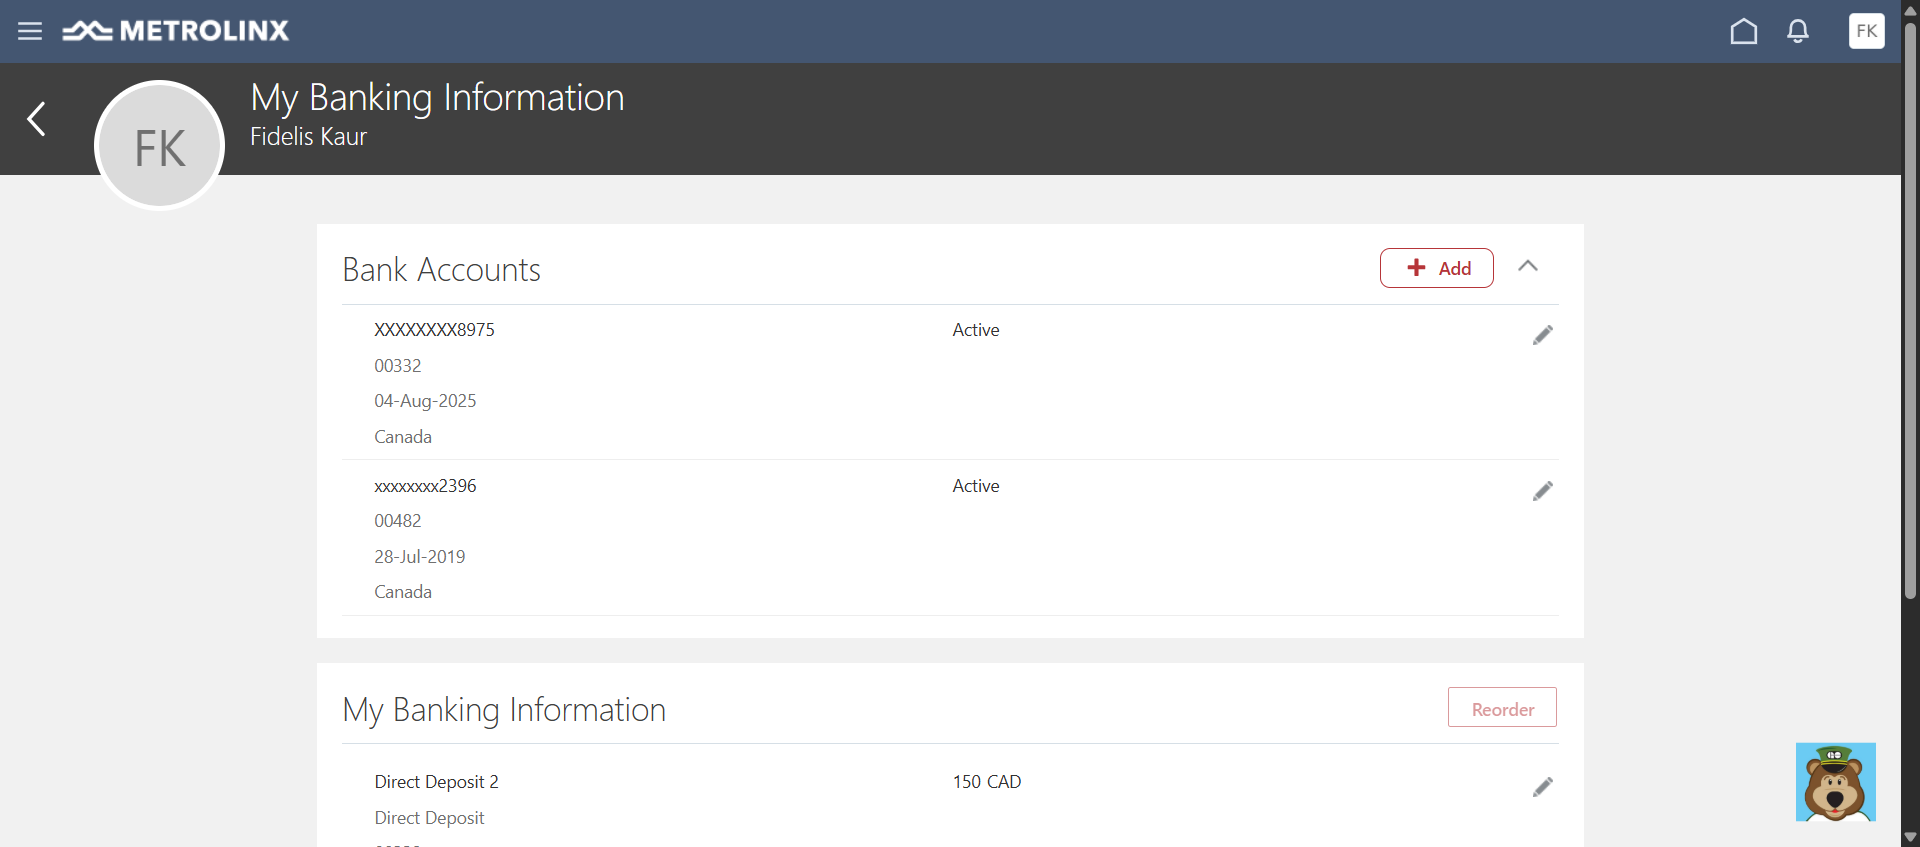 METROLINX
FK
FK
My Banking Information
Fidelis Kaur
Bank Accounts
Add
XXXXXXXX8975
Active
00332
04-Aug-2025
Canada
xxxxxxxx2396
Active
00482
28-Jul-2019
Canada
My Banking Information
Reorder
Direct Deposit 2
150 CAD
Direct Deposit